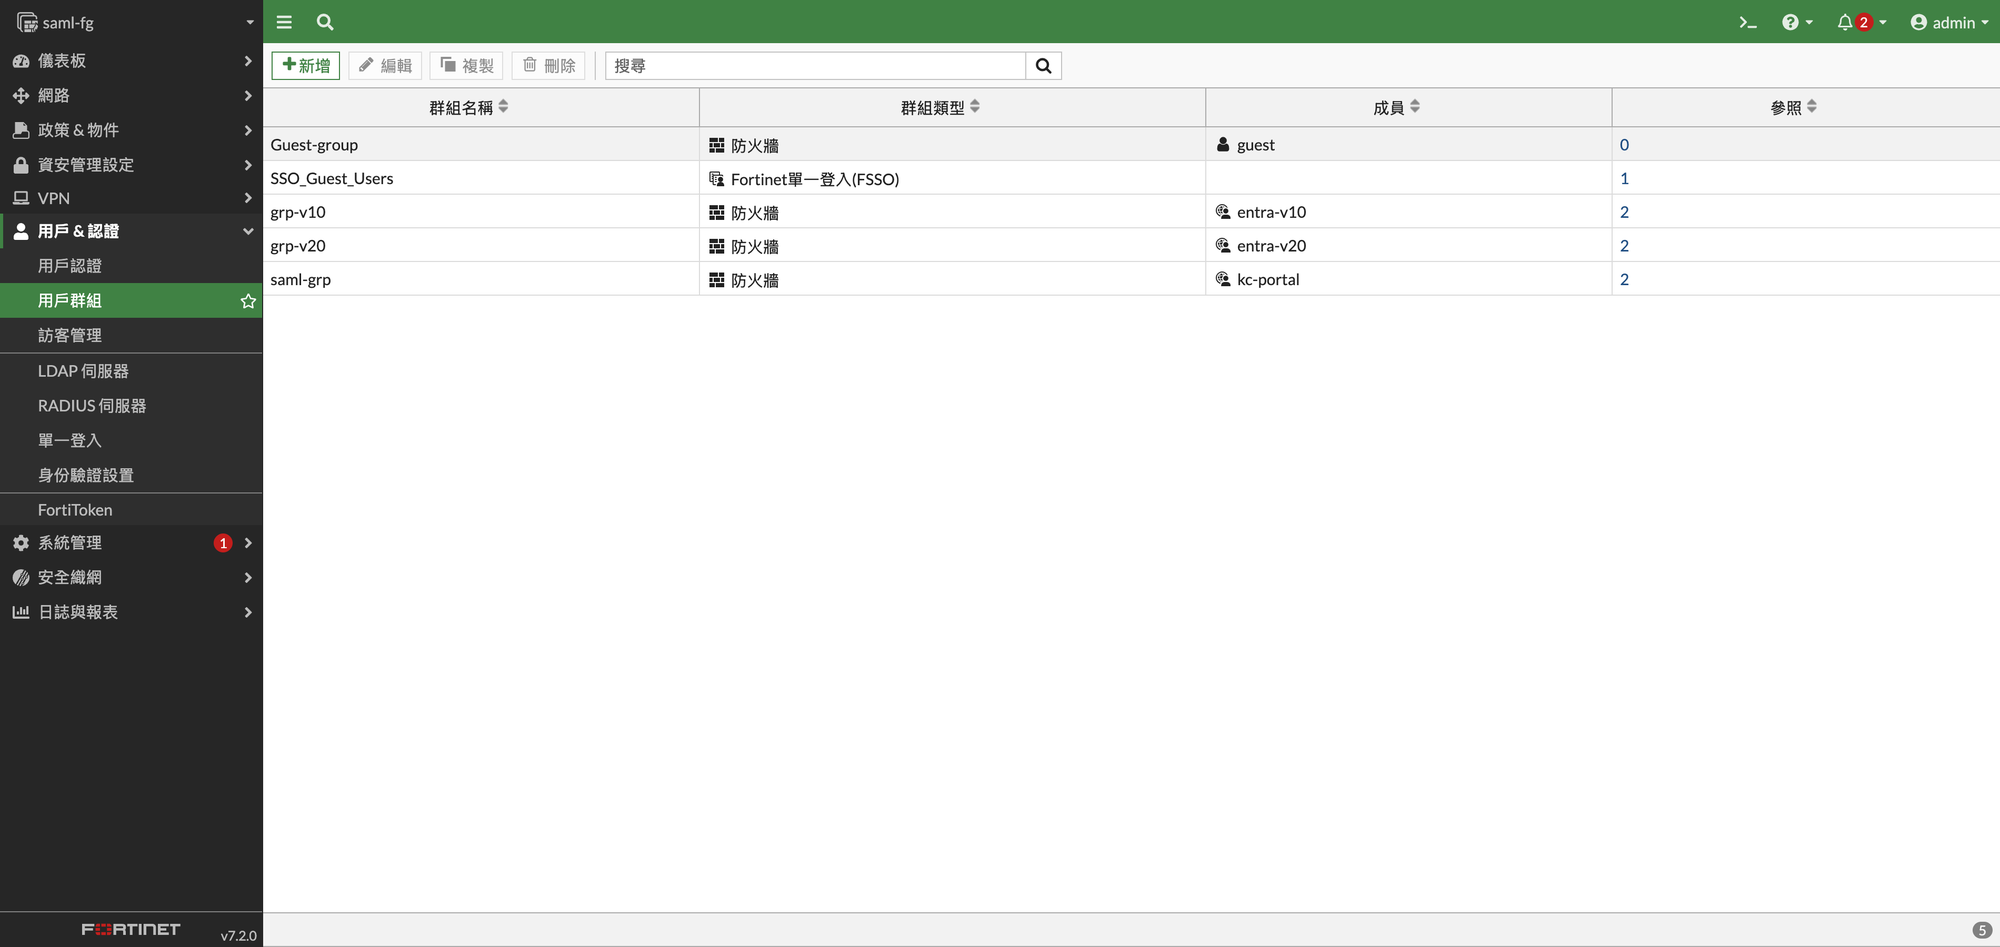 saml-fg
2
admin
儀表板
網路
政策 & 物件
資安管理設定
VPN
用戶 & 認證
用戶認證
用戶群組
訪客管理
LDAP 伺服器
RADIUS 伺服器
單一登入
身份驗證設置
FortiToken
系統管理 1
安全織網
日誌與報表
FORTINET v7.2.0
新增 編輯 複製 刪除 搜尋
群組名稱 群組類型 成員 參照
Guest-group 防火牆 guest 0
SSO_Guest_Users Fortinet單一登入(FSSO) 1
grp-v10 防火牆 entra-v10 2
grp-v20 防火牆 entra-v20 2
saml-grp 防火牆 kc-portal 2
5